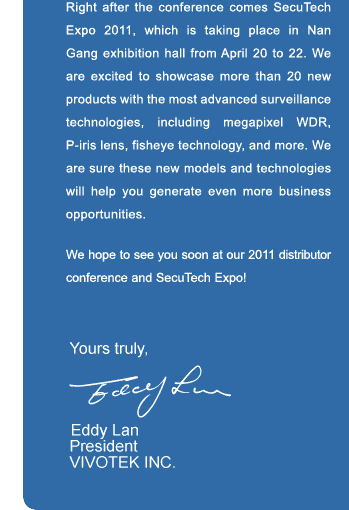 Right after the conference comes SecuTech
Expo 2011, which is taking place in Nan
Gang exhibition hall from April 20 to 22. We
are excited to showcase more than 20 new
products with the most advanced surveillance
technologies, including megapixel WDR,
P-iris lens, fisheye technology, and more. We
are sure these new models and technologies
will help you generate even more business
opportunities.
We hope to see you soon at our 2011 distributor
conference and SecuTech Expo!
Yours truly,
Eddy Lan
Eddy Lan
President
VIVOTEK INC.